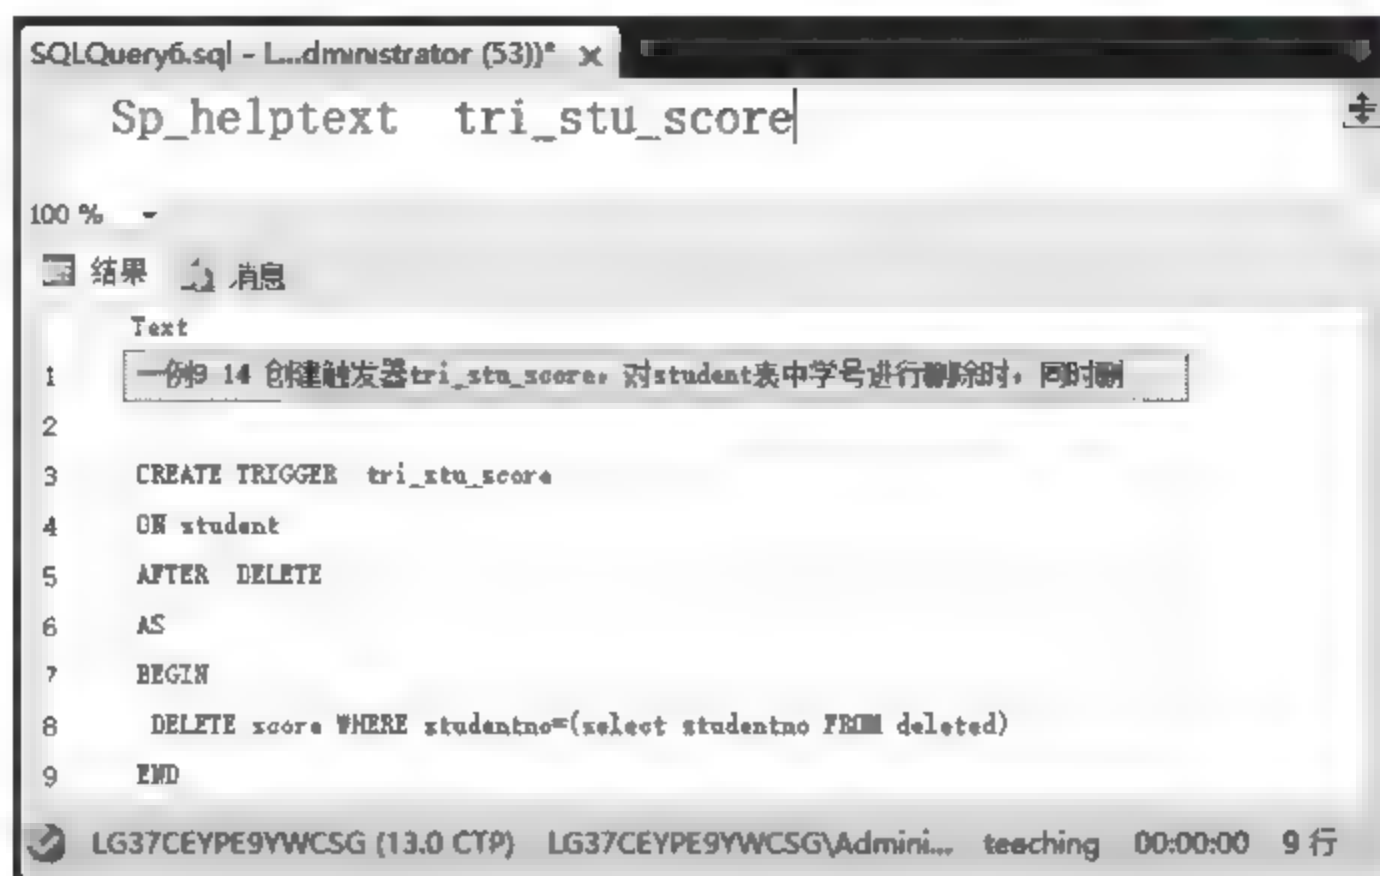 SQLQuery6.sql - L...dministrator (53))* ×
Sp_helptext tri_stu_score
100 %
结果 消息
Text
1 一例9 14 创建触发器tri_stu_score，对student表中学号进行删除时，同时删
2
3 CREATE TRIGGER tri_stu_score
4 ON student
5 AFTER DELETE
6 AS
7 BEGIN
8 DELETE score WHERE studentno=(select studentno FROM deleted)
9 END
LG37CEYPE9YWCSG (13.0 CTP) LG37CEYPE9YWCSG\Admini... teaching 00:00:00 9 行